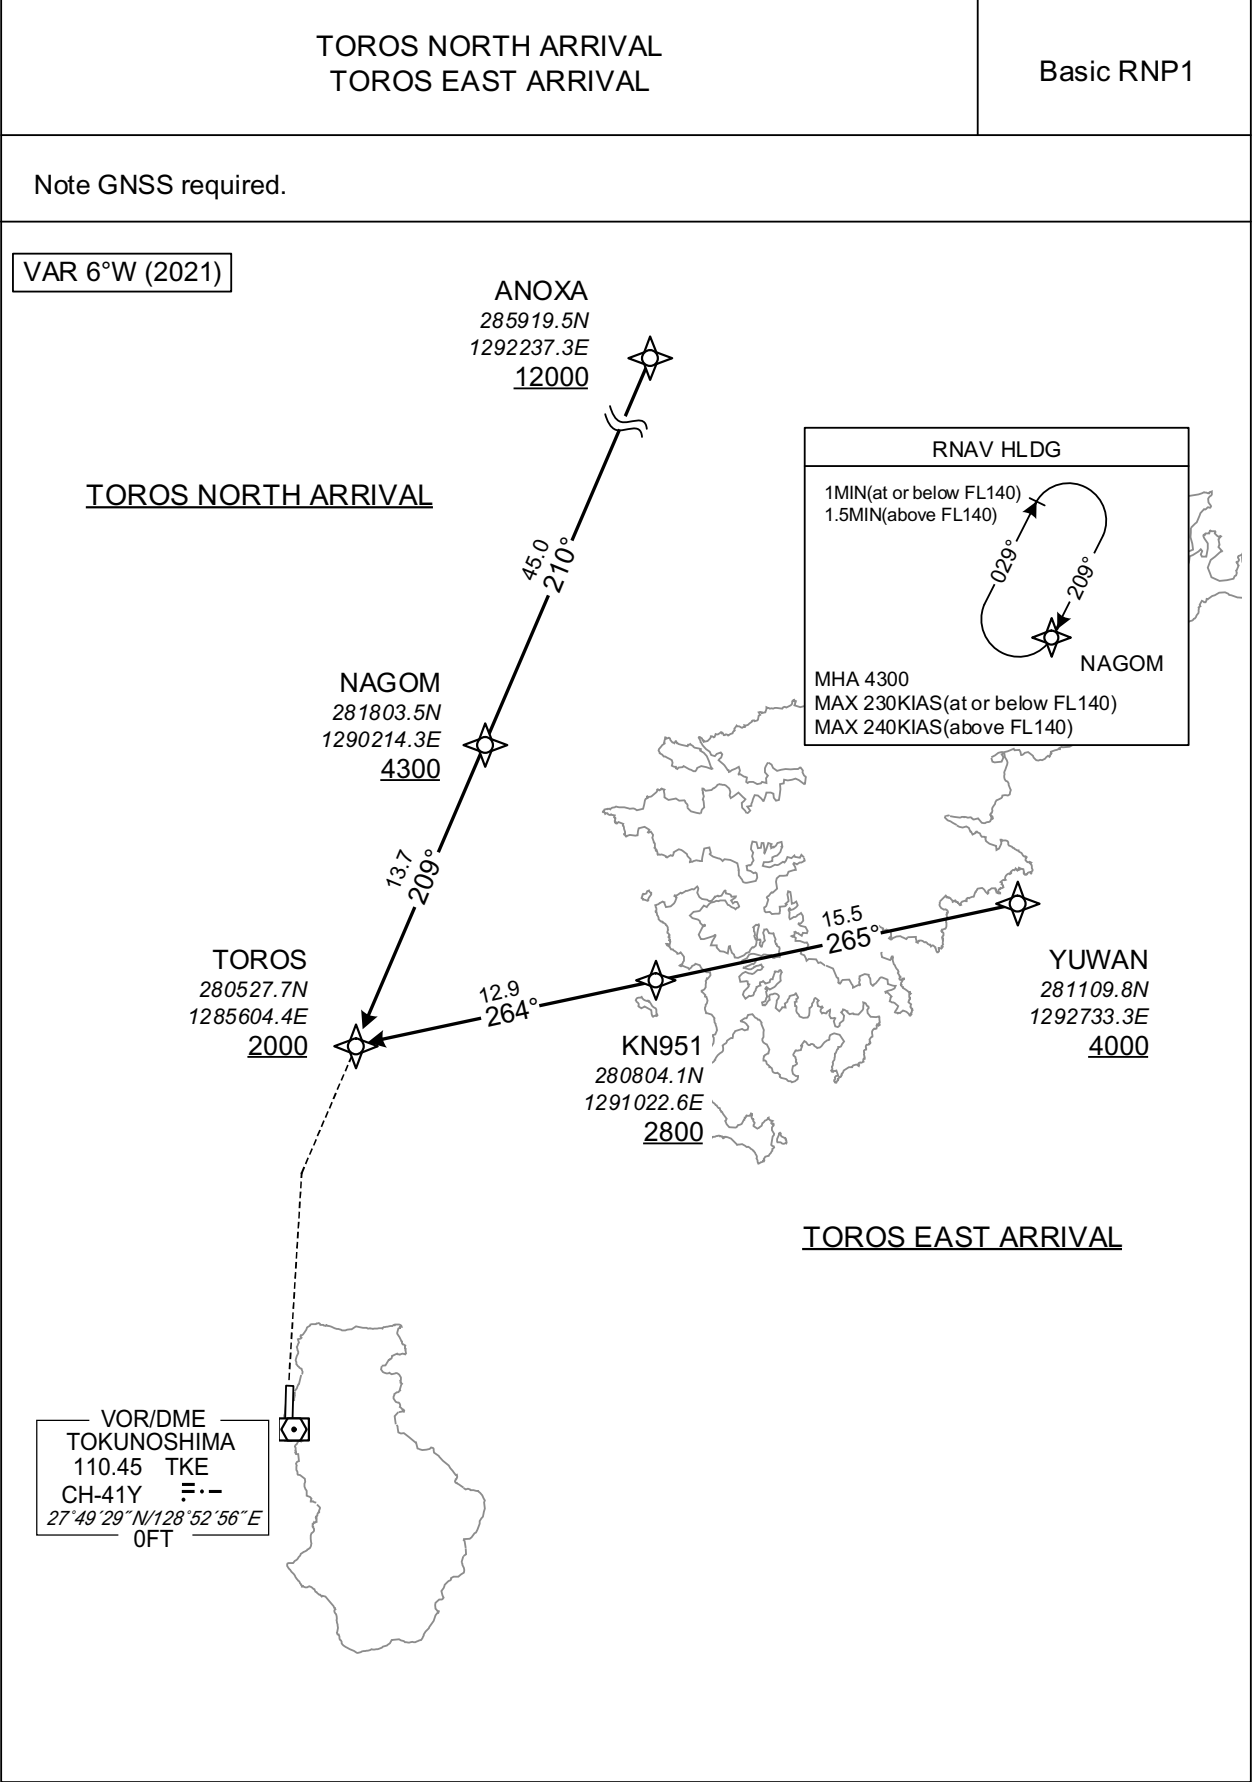 TOROS NORTH ARRIVAL
TOROS EAST ARRIVAL
Basic RNP1
Note GNSS required.
VAR 6°W (2021)
ANOXA
285919.5N
1292237.3E
12000
TOROS NORTH ARRIVAL
45.0
210°
RNAV HLDG
1MIN(at or below FL140)
1.5MIN(above FL140)
029°
209°
NAGOM
MHA 4300
MAX 230KIAS(at or below FL140)
MAX 240KIAS(above FL140)
NAGOM
281803.5N
1290214.3E
4300
13.7
209°
TOROS
280527.7N
1285604.4E
2000
12.9
264°
15.5
265°
YUWAN
281109.8N
1292733.3E
4000
KN951
280804.1N
1291022.6E
2800
TOROS EAST ARRIVAL
VOR/DME
TOKUNOSHIMA
110.45 TKE
CH-41Y
27°49′29″N/128°52′56″E
0FT